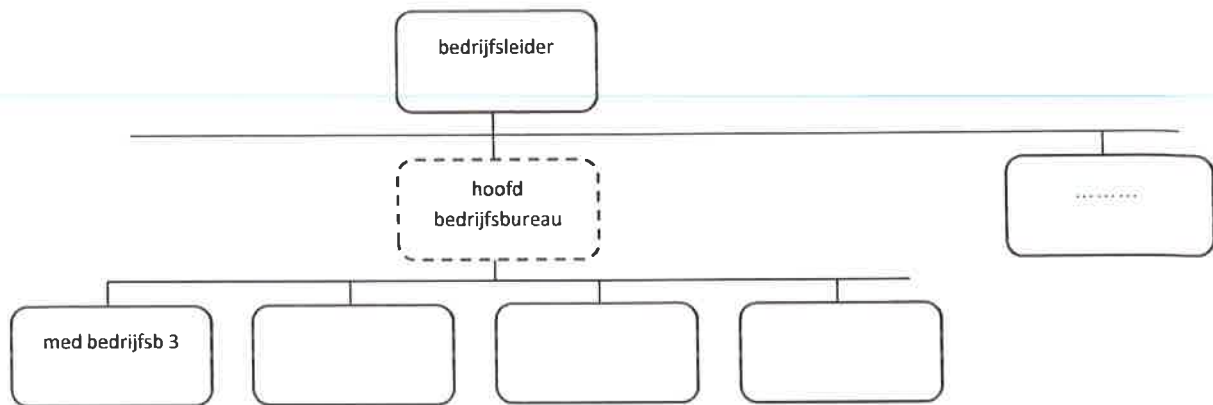 bedrijfsleider
hoofd
bedrijfsbureau
.........
med bedrijfsb 3